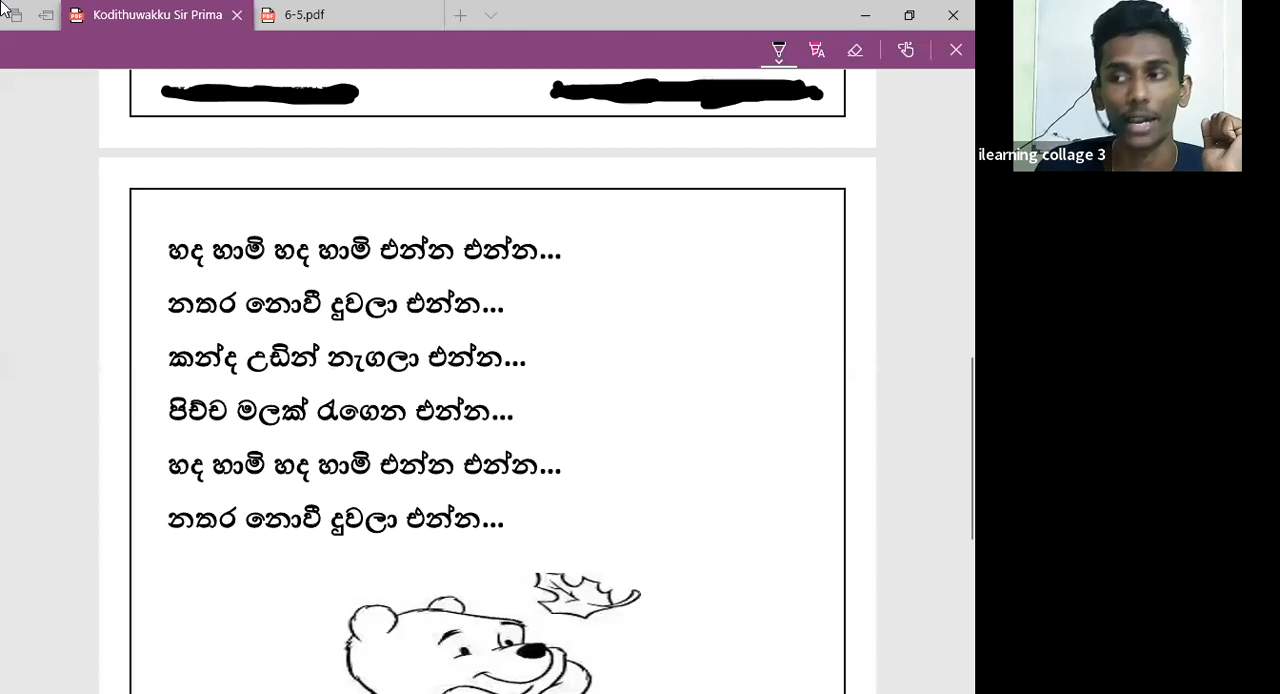 Kodithuwakku Sir Prima
6-5.pdf
ilearning collage 3
හද හාමි හද හාමි එන්න එන්න...
නතර නොවී දුවලා එන්න...
කන්ද උඩින් නැගලා එන්න...
පිච්ච මලක් රැගෙන එන්න...
හද හාමි හද හාමි එන්න එන්න...
නතර නොවී දුවලා එන්න...